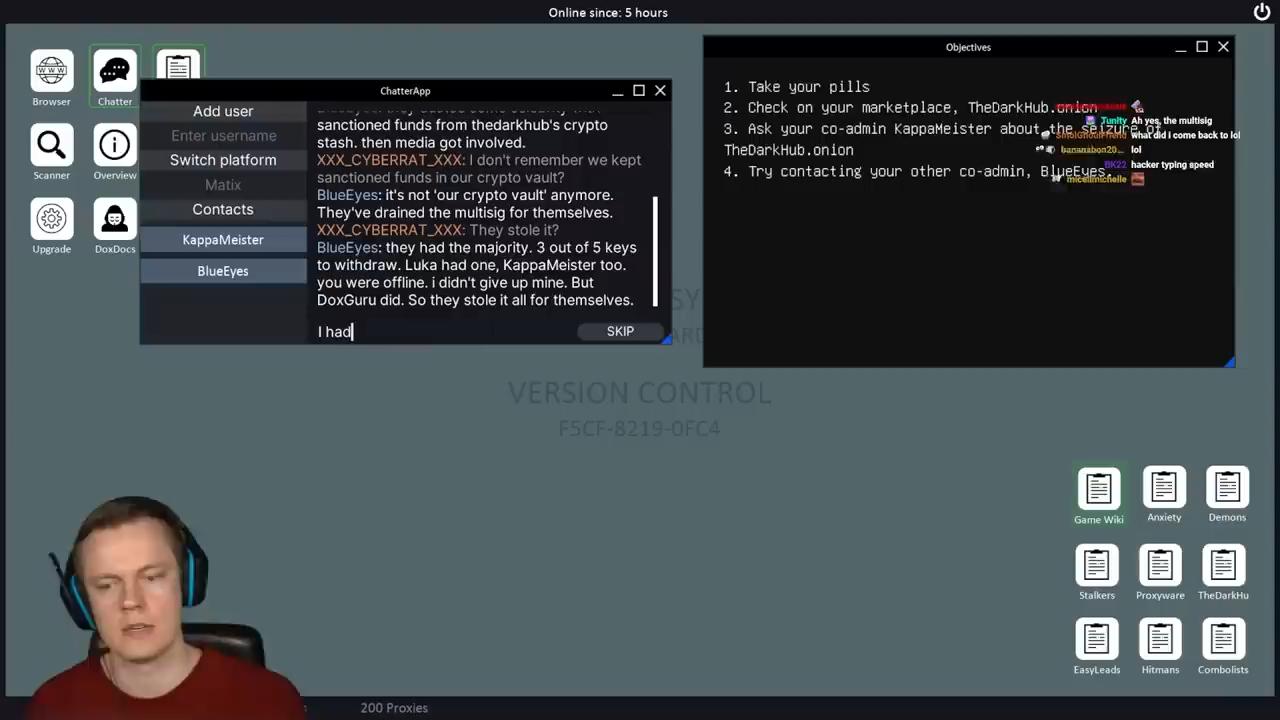 Online since: 5 hours
Browser
Chatter
Scanner
Overview
Upgrade
DoxDocs
ChatterApp
Add user
Enter username
Switch platform
Matix
Contacts
KappaMeister
BlueEyes
sanctioned funds from thedarkhub's crypto
stash. then media got involved.
XXX_CYBERRAT_XXX: I don't remember we kept
sanctioned funds in our crypto vault?
BlueEyes: it's not 'our crypto vault' anymore.
They've drained the multisig for themselves.
XXX_CYBERRAT_XXX: They stole it?
BlueEyes: they had the majority. 3 out of 5 keys
to withdraw. Luka had one, KappaMeister too.
you were offline. i didn't give up mine. But
DoxGuru did. So they stole it all for themselves.
I had
SKIP
Objectives
1. Take your pills
2. Check on your marketplace, TheDarkHub.onion
3. Ask your co-admin KappaMeister about the seizure of
TheDarkHub.onion
4. Try contacting your other co-admin, BlueEyes.
7unity Ah yes, the multisig
SmolGhoulFriend what did i come back to lol
bananabon20... lol
BK22 hacker typing speed
micellmichelle
VERSION CONTROL
F5CF-8219-0FC4
Game Wiki
Anxiety
Demons
Stalkers
Proxyware
TheDarkHu
EasyLeads
Hitmans
Combolists
200 Proxies